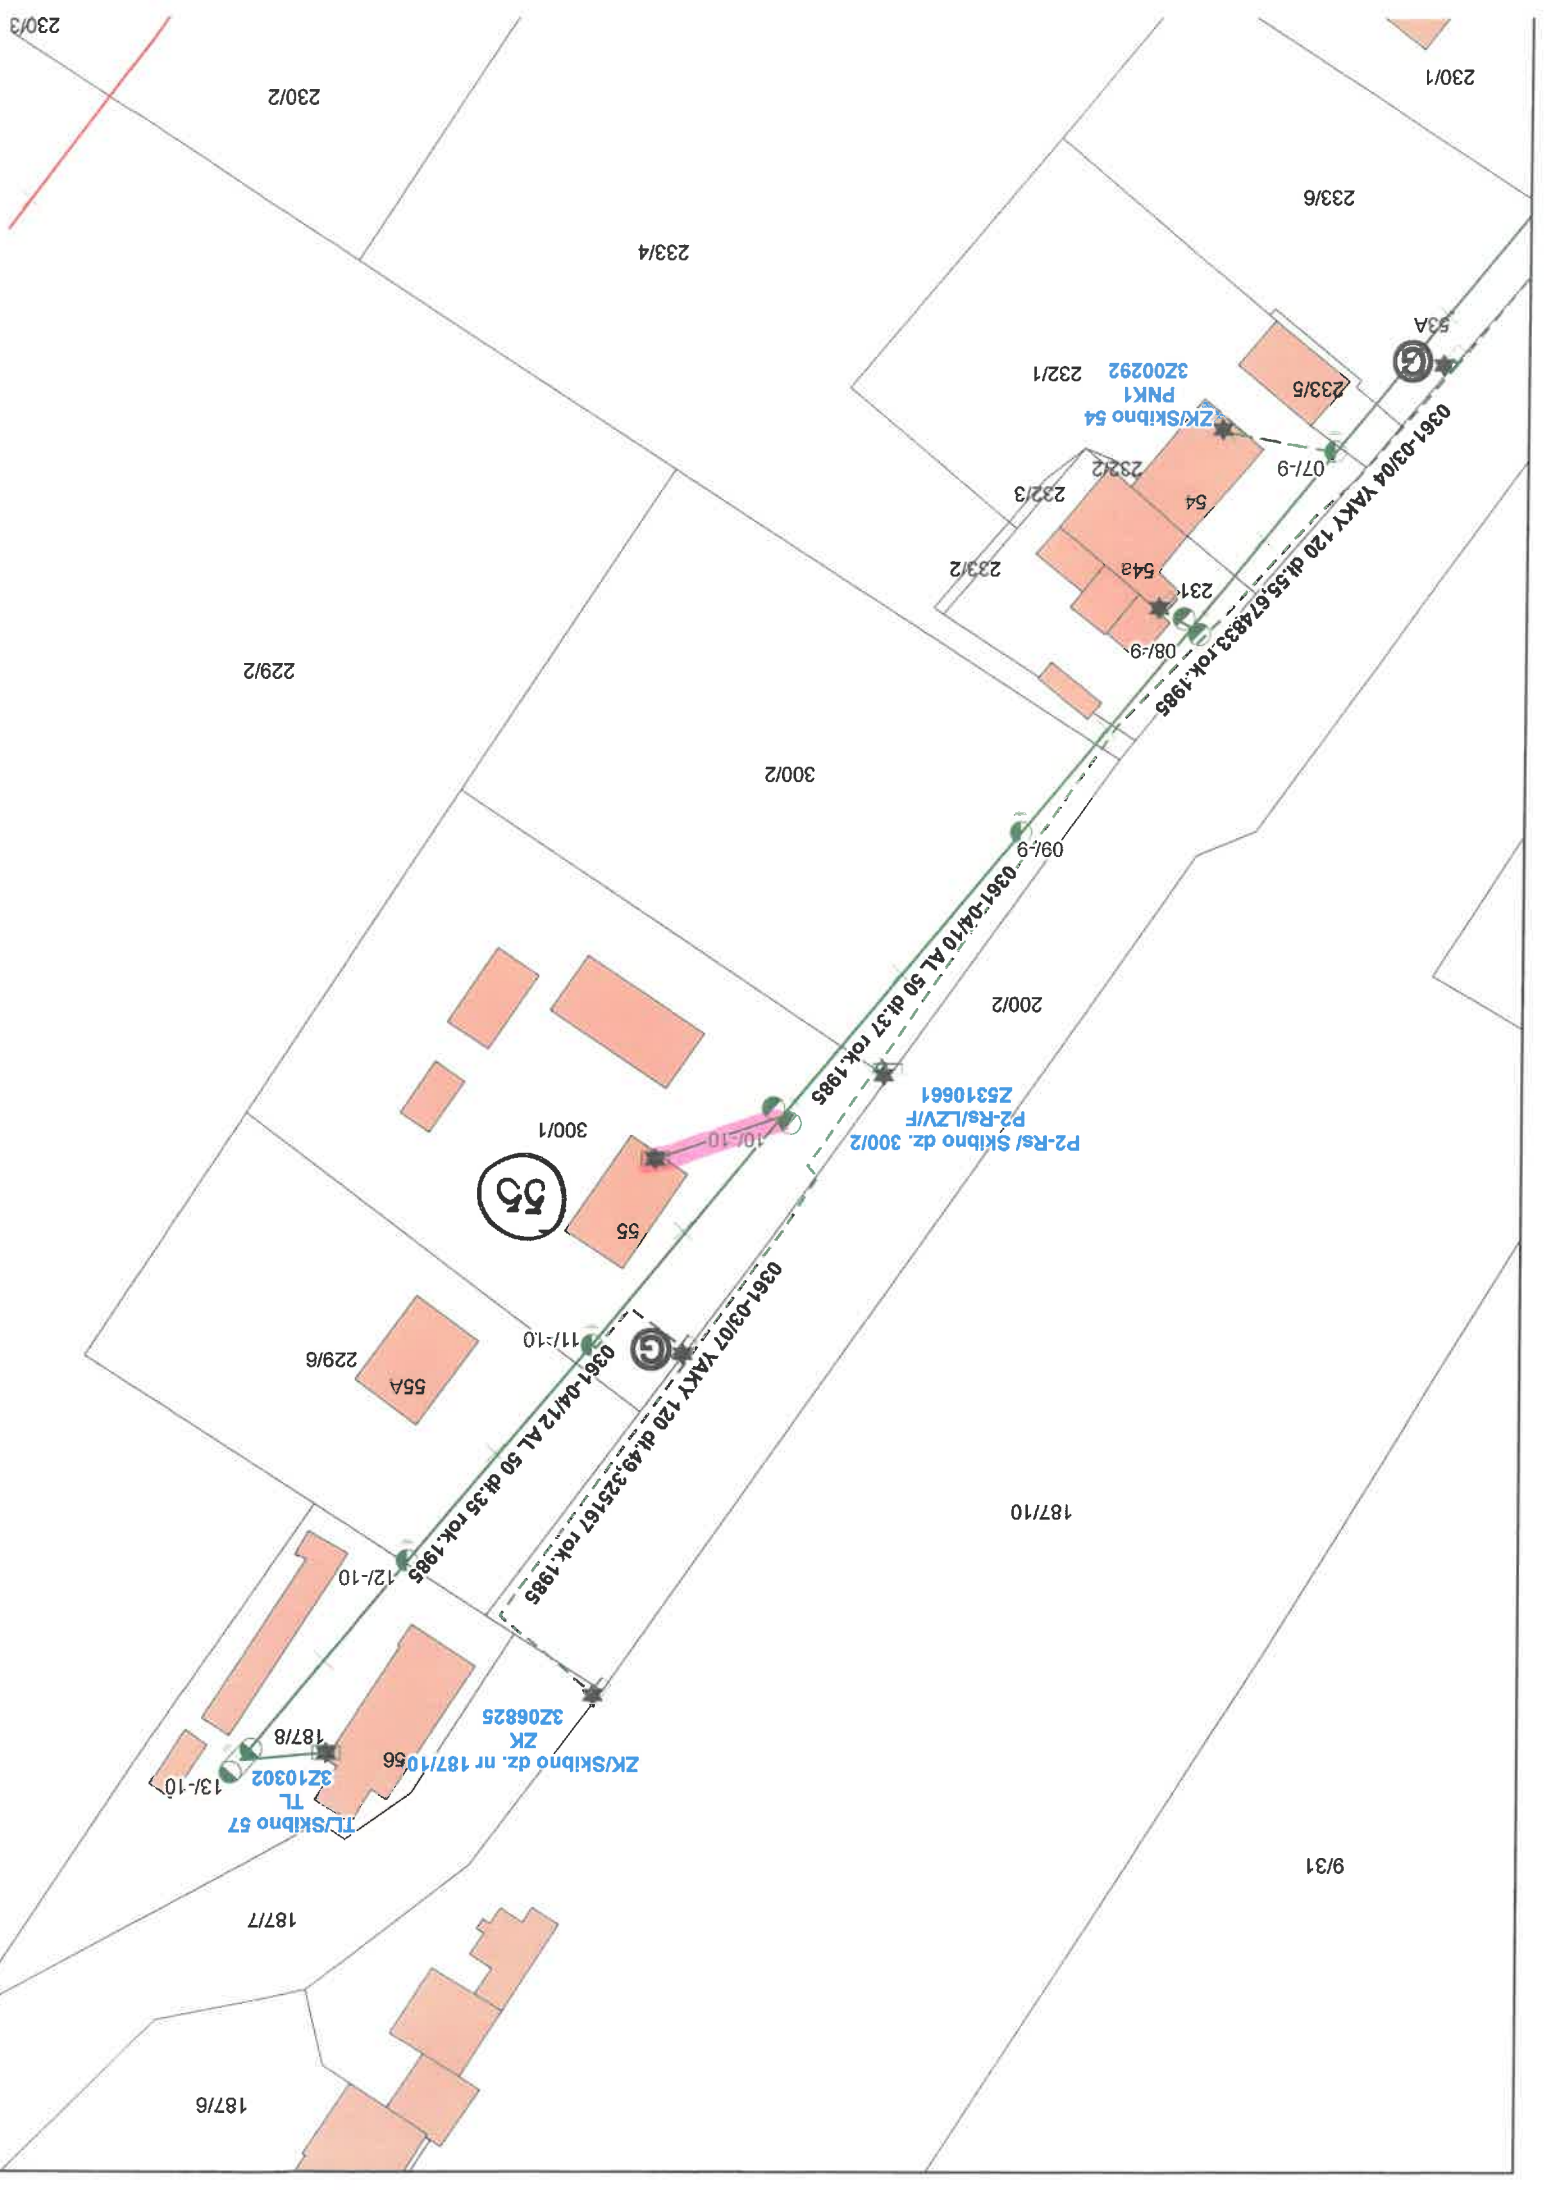 9/31
187/6
187/7
TL/Skibno 57
TL
3Z10302
13/-10
187/8
56
ZK/Skibno dz. nr 187/10
ZK
3Z06825
12/-10
187/10
0361-04/12 AL 50 dł.35 rok.1985
0361-03/07 YAKY 120 dł.49,325167 rok.1985
55A
229/6
11/-10
G
55
55
300/1
10/-10
P2-Rs/ Skibno dz. 300/2
P2-Rs/LZV/F
Z5310661
200/2
0361-04/10 AL 50 dł.37 rok.1985
09/-9
300/2
229/2
08/-9
231
54a
233/2
54
232/3
232/2
07/-9
0361-03/04 YAKY 120 dł.55,674833 rok.1985
ZK/Skibno 54
PNK1
3Z00292
232/1
233/5
G
53A
233/4
233/6
230/2
230/1
230/3